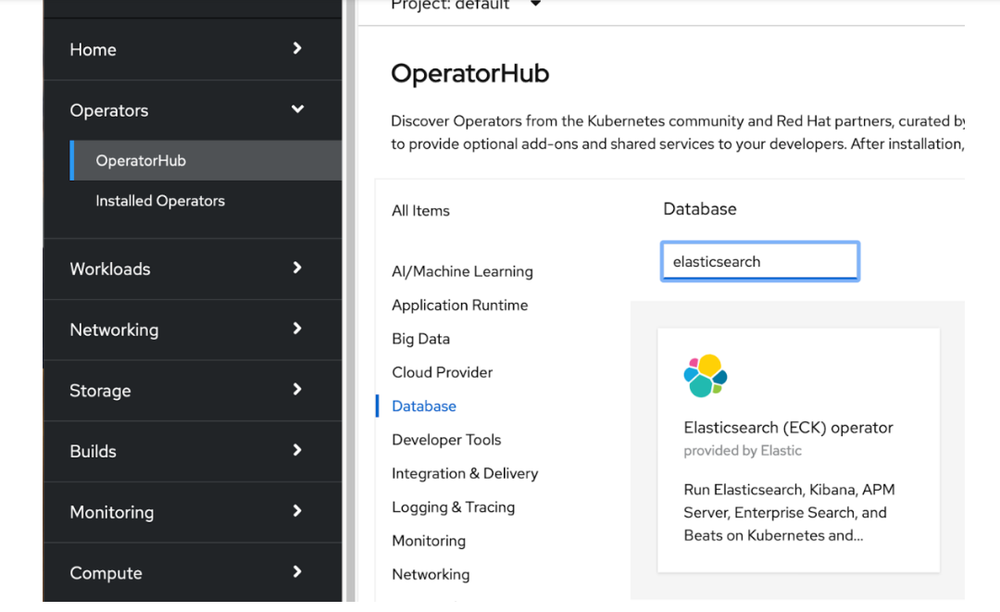 Project: default
Home
Operators
OperatorHub
Installed Operators
Workloads
Networking
Storage
Builds
Monitoring
Compute
OperatorHub
Discover Operators from the Kubernetes community and Red Hat partners, curated by
to provide optional add-ons and shared services to your developers. After installation,
All Items
AI/Machine Learning
Application Runtime
Big Data
Cloud Provider
Database
Developer Tools
Integration & Delivery
Logging & Tracing
Monitoring
Networking
Database
elasticsearch
Elasticsearch (ECK) operator
provided by Elastic
Run Elasticsearch, Kibana, APM
Server, Enterprise Search, and
Beats on Kubernetes and...